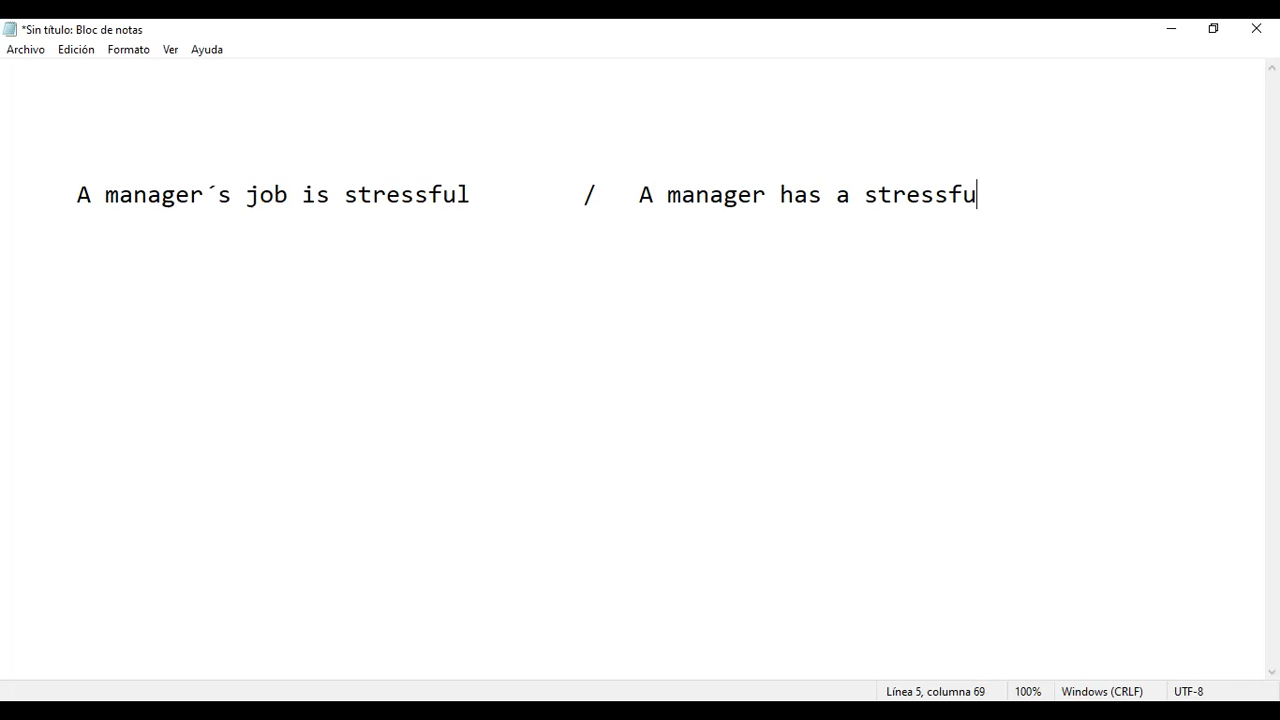 *Sin título: Bloc de notas
Archivo Edición Formato Ver Ayuda
A manager´s job is stressful / A manager has a stressfu
Línea 5, columna 69 100% Windows (CRLF) UTF-8